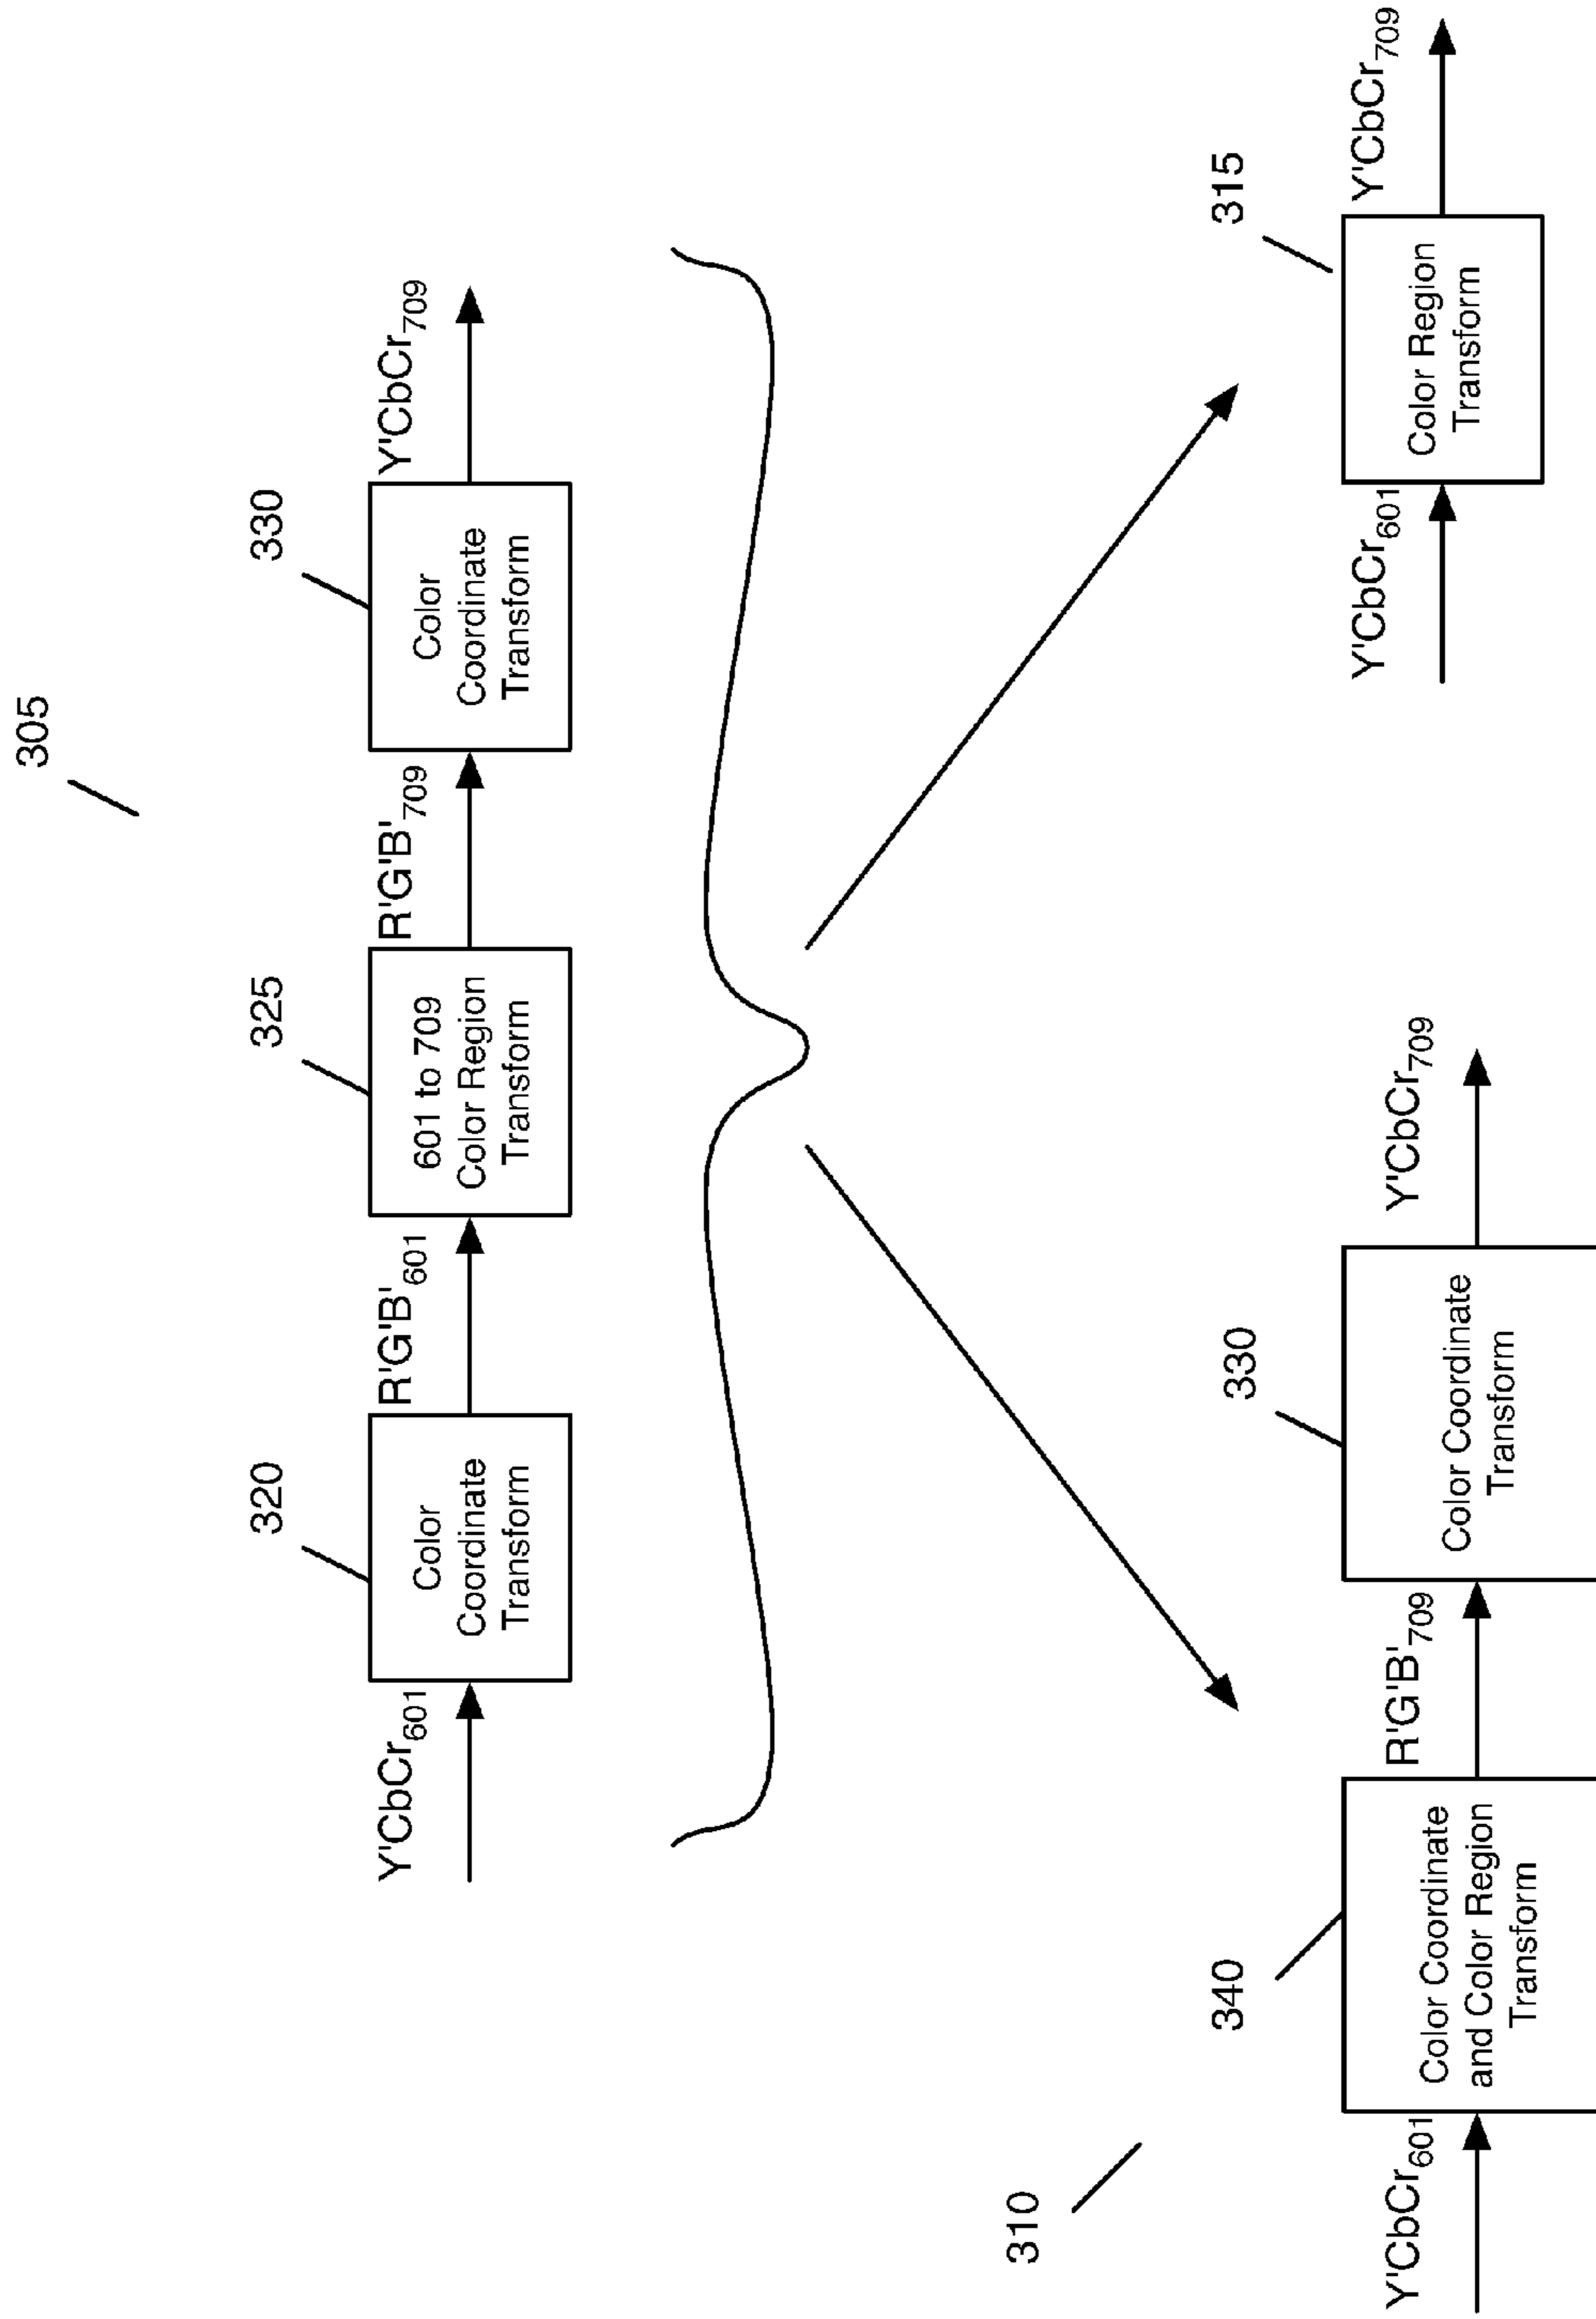 305
320
325
330
Y'CbCr601
Color
Coordinate
Transform
R'G'B'601
601 to 709
Color Region
Transform
R'G'B'709
Color
Coordinate
Transform
Y'CbCr709
310
340
330
Y'CbCr601
Color Coordinate
and Color Region
Transform
R'G'B'709
Color Coordinate
Transform
Y'CbCr709
315
Y'CbCr601
Color Region
Transform
Y'CbCr709